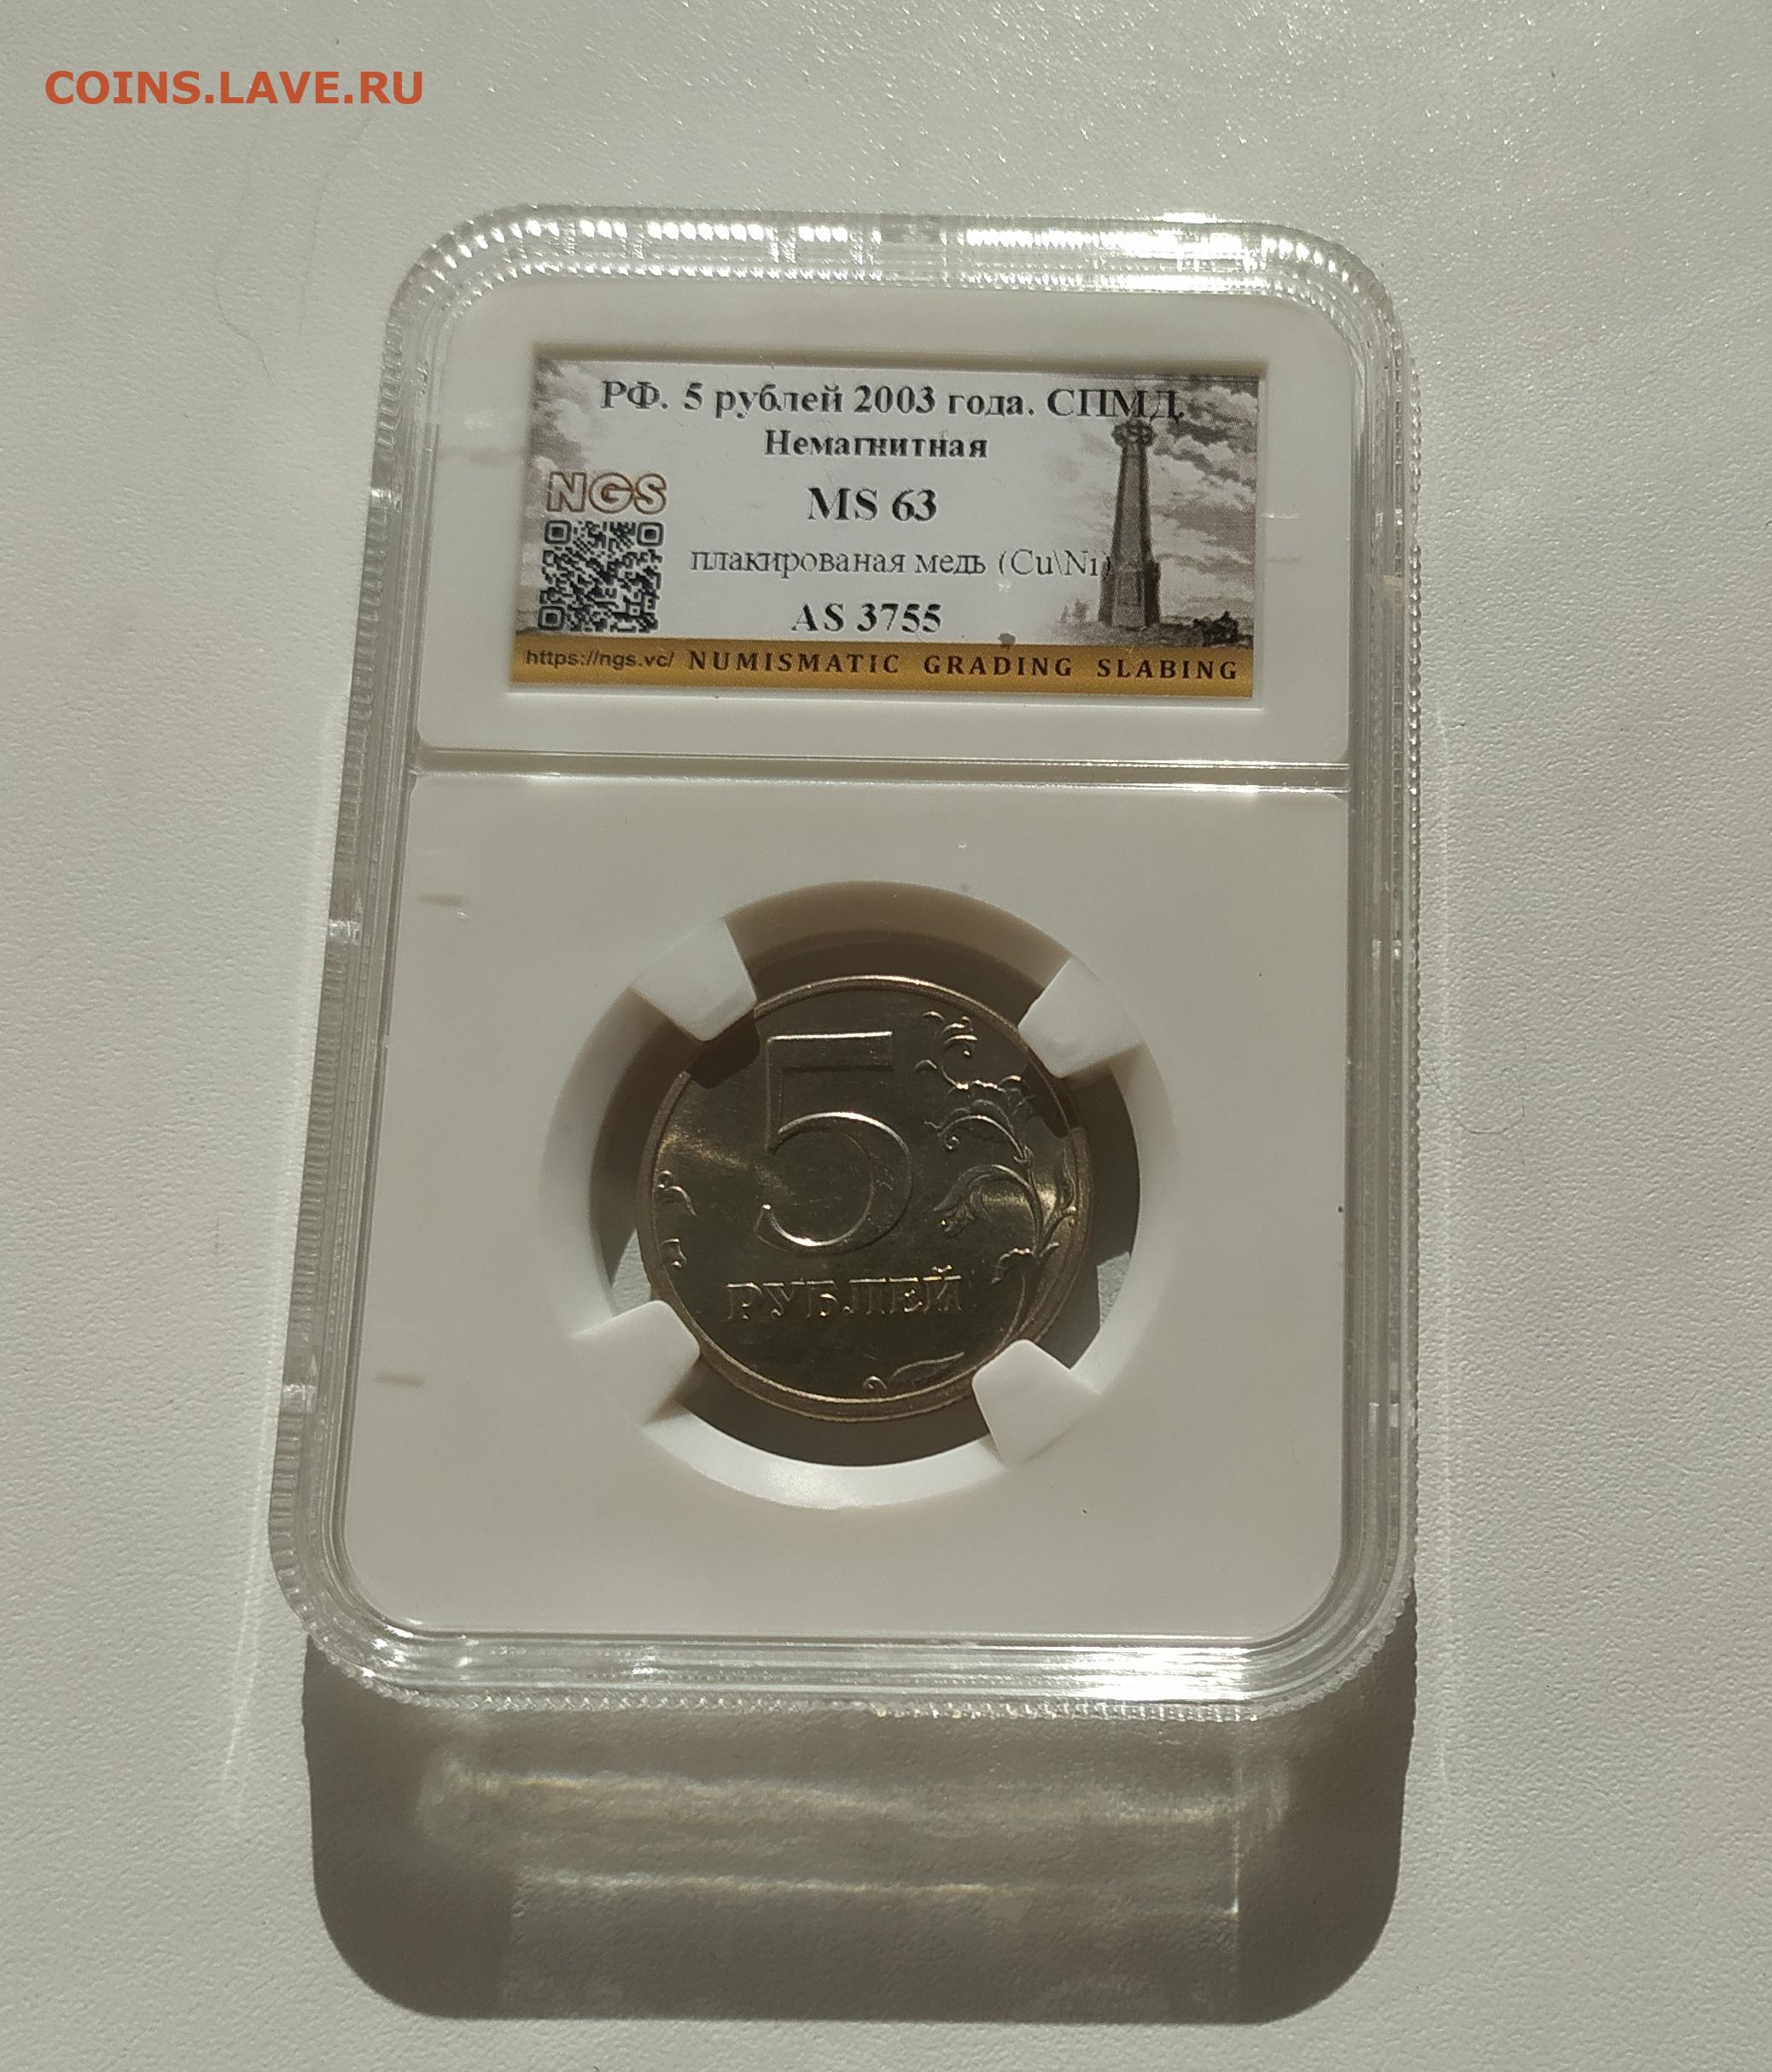 COINS.LAVE.RU
РФ. 5 рублей 2003 года. СПМД.
Немагнитная
NGS
MS 63
плакированая медь (Cu\Ni)
AS 3755
https://ngs.vc/ NUMISMATIC GRADING SLABING
5
РУБЛЕЙ